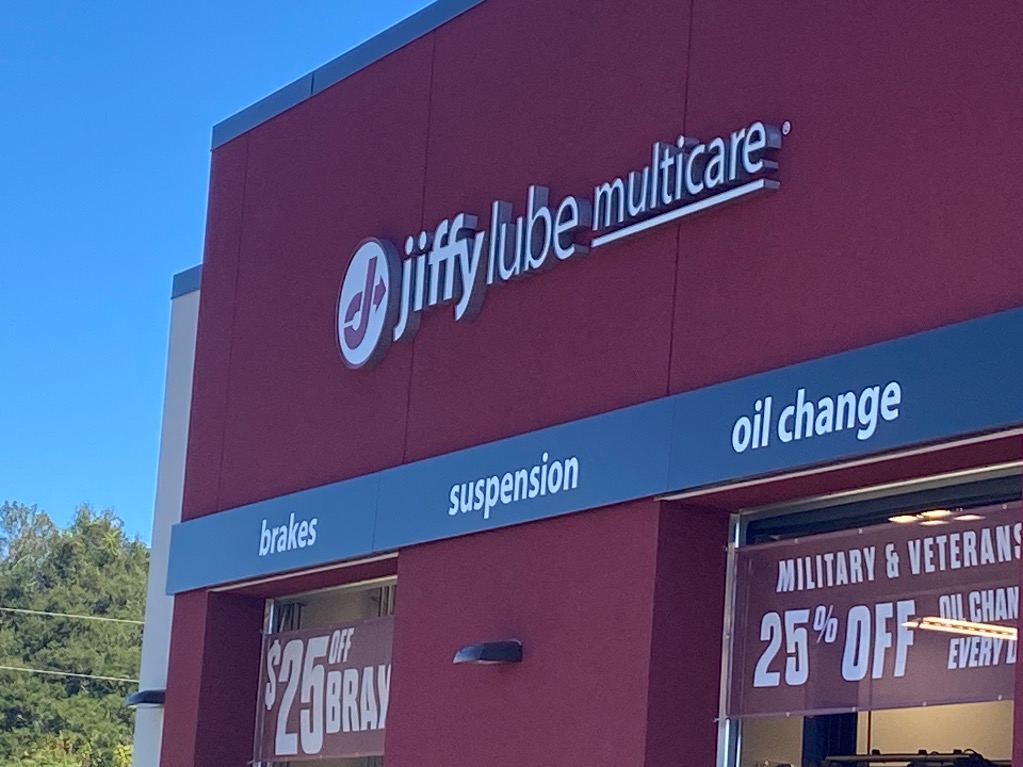 jiffy lube multicare®
brakes suspension oil change
$25 OFF
MILITARY & VETERANS
25% OFF